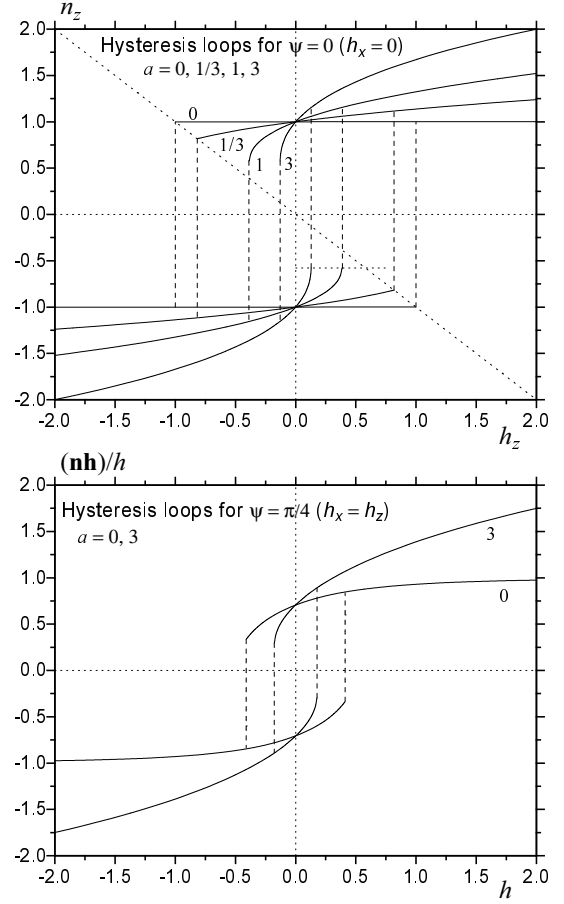 n_z
2.0
Hysteresis loops for ψ = 0 (h_x = 0)
a = 0, 1/3, 1, 3
1.5
0
1.0
1/3
1
3
0.5
0.0
-0.5
-1.0
-1.5
-2.0
-2.0 -1.5 -1.0 -0.5 0.0 0.5 1.0 1.5 2.0
h_z
(nh)/h
2.0
Hysteresis loops for ψ = π/4 (h_x = h_z)
a = 0, 3
1.5
3
1.0
0
0.5
0.0
-0.5
-1.0
-1.5
-2.0
-2.0 -1.5 -1.0 -0.5 0.0 0.5 1.0 1.5 2.0
h